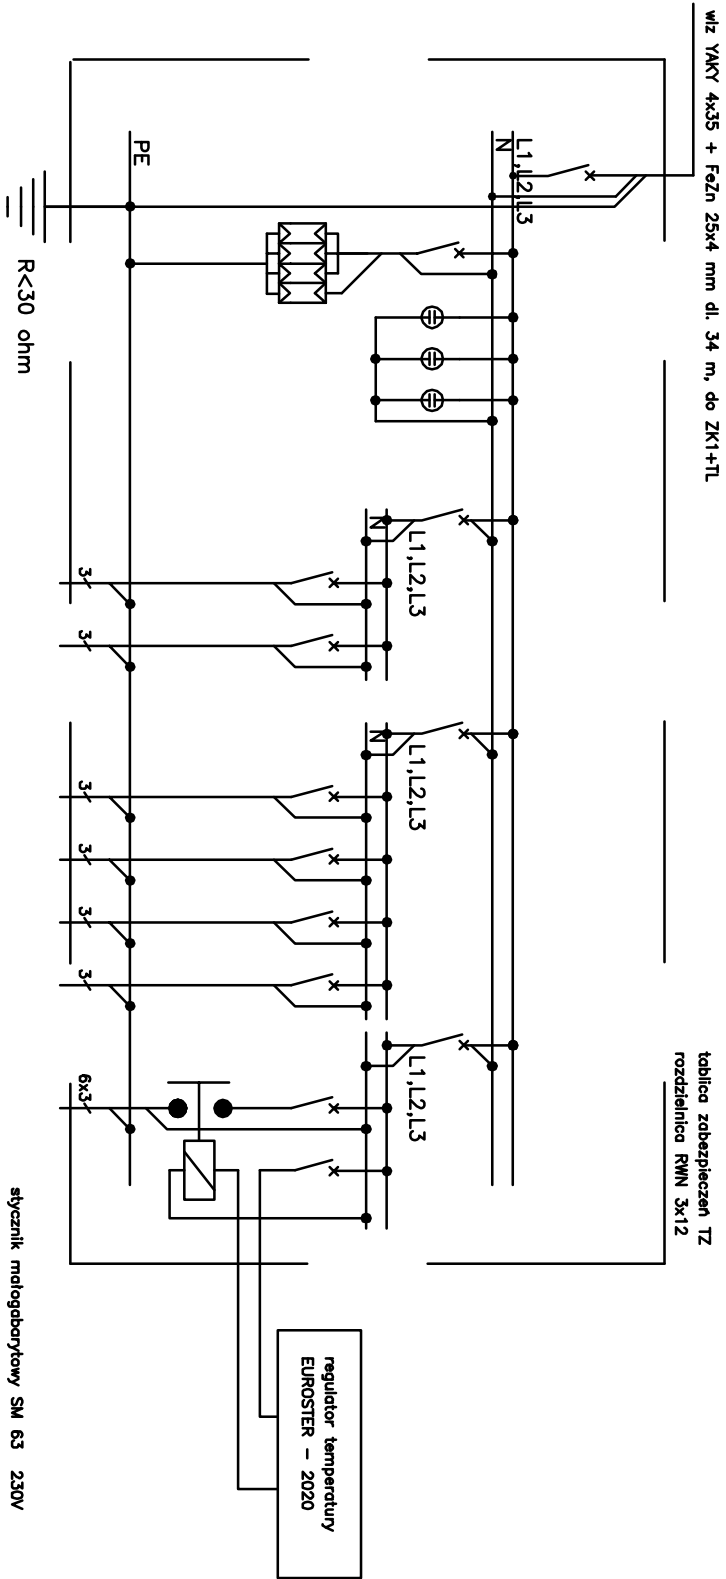 wlz YAKY 4x35 + FeZn 25x4 mm dł. 34 m, do ZK1+TL
tablica zabezpieczeń TZ
rozdzielnica RWN 3x12
L1,L2,L3
N
PE
R<30 ohm
L1,L2,L3
N
3
3
L1,L2,L3
N
3
3
3
3
L1,L2,L3
6x3
regulator temperatury
EUROSTER - 2020
stycznik małogabarytowy SM 63 230V